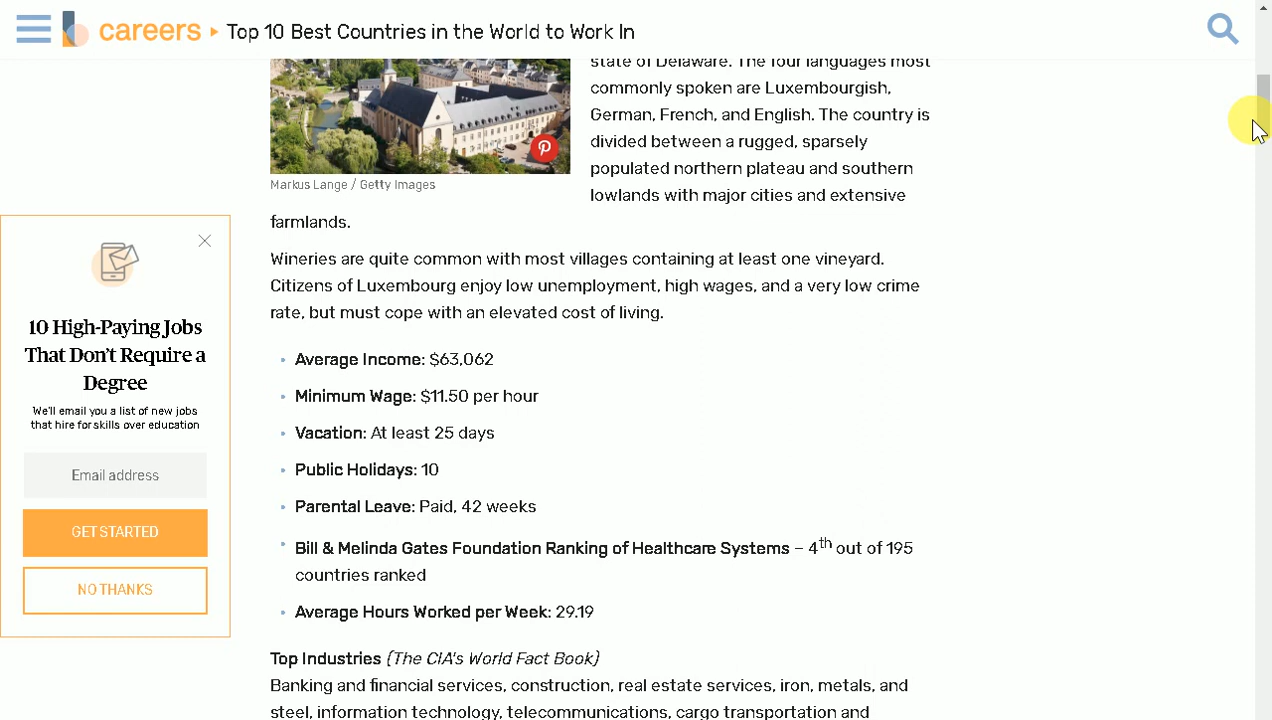 careers ▸ Top 10 Best Countries in the World to Work In
state of Delaware. The four languages most
commonly spoken are Luxembourgish,
German, French, and English. The country is
divided between a rugged, sparsely
populated northern plateau and southern
lowlands with major cities and extensive
farmlands.
Markus Lange / Getty Images
Wineries are quite common with most villages containing at least one vineyard.
Citizens of Luxembourg enjoy low unemployment, high wages, and a very low crime
rate, but must cope with an elevated cost of living.
• Average Income: $63,062
• Minimum Wage: $11.50 per hour
• Vacation: At least 25 days
• Public Holidays: 10
• Parental Leave: Paid, 42 weeks
• Bill & Melinda Gates Foundation Ranking of Healthcare Systems – 4th out of 195
countries ranked
• Average Hours Worked per Week: 29.19
Top Industries (The CIA's World Fact Book)
Banking and financial services, construction, real estate services, iron, metals, and
steel, information technology, telecommunications, cargo transportation and
10 High-Paying Jobs
That Don't Require a
Degree
We'll email you a list of new jobs
that hire for skills over education
Email address
GET STARTED
NO THANKS